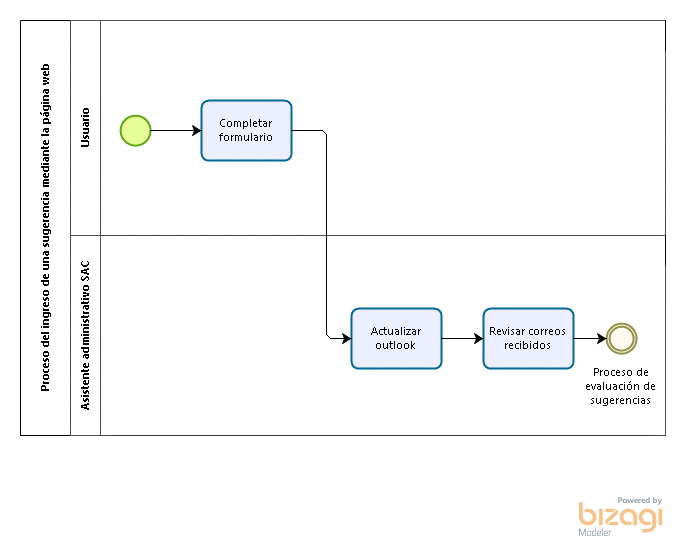 Proceso del ingreso de una sugerencia mediante la página web
Usuario
Completar
formulario
Asistente administrativo SAC
Actualizar
outlook
Revisar correos
recibidos
Proceso de
evaluación de
sugerencias
Powered by
bizagi
Modeler